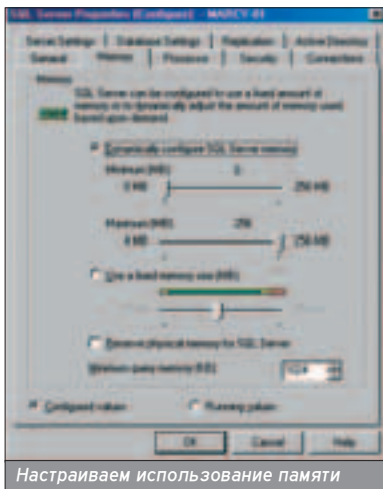 SQL Server Properties (Configure) - MARCY-01
Server Settings Database Settings Replication Active Directory
General Memory Processor Security Connections
Memory
SQL Server can be configured to use a fixed amount of
memory or to dynamically adjust the amount of memory used
based upon demand.
Dynamically configure SQL Server memory
Minimum (MB): 0
0 MB 256 MB
Maximum (MB): 256
4 MB 256 MB
Use a fixed memory size (MB):
Reserve physical memory for SQL Server
Minimum query memory (KB): 1024
Configured values Running values
OK Cancel Help
Настраиваем использование памяти